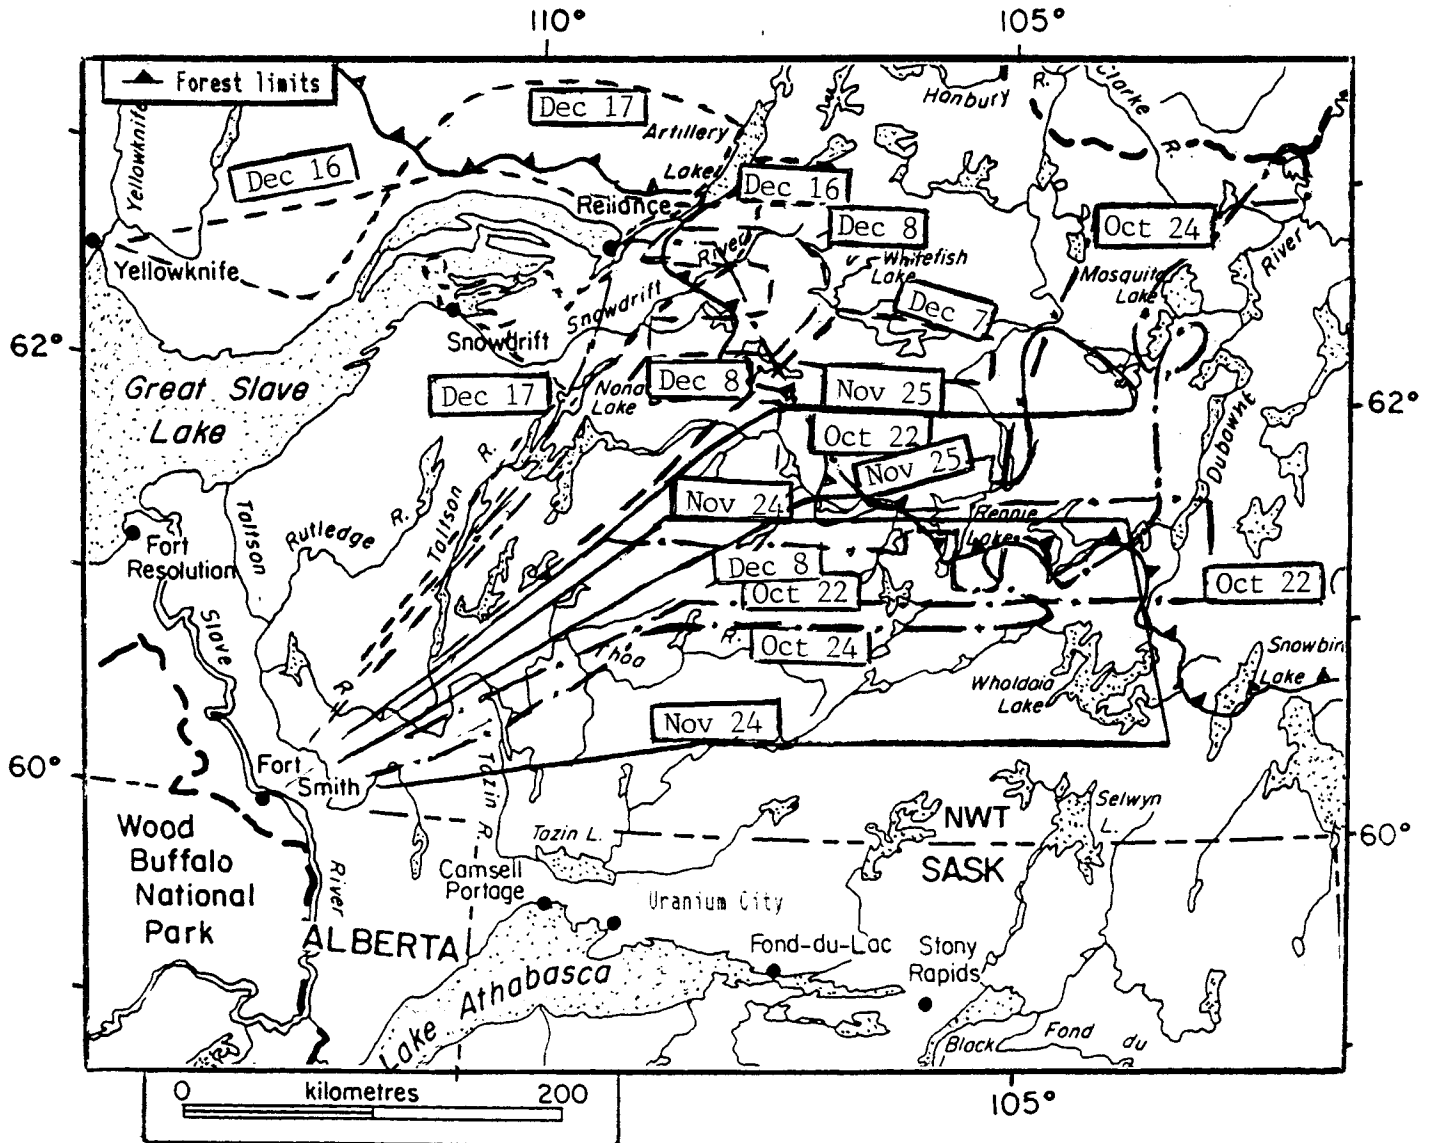 110°
105°
Forest limits
Yellowknife
Dec 16
Dec 17
Artillery
Lake
Hanbury
R.
Clarke
R.
Dec 16
Reliance
Dec 8
Oct 24
River
River
Yellowknife
Whitefish
Lake
Mosquito
Lake
Snowdrift
Dec 7
Snowdrift
62°
Great Slave
Lake
Dec 17
Nona
Lake
Dec 8
Nov 25
62°
Oct 22
Dubawnt
Nov 25
R.
Nov 24
Taltson
Taltson
Rutledge
R.
Rennie
Lake
Fort
Resolution
Dec 8
Oct 22
Oct 22
Slave
R.
Oct 24
Thoa
Snowbir
Lake
Wholdaia
Lake
R.
Nov 24
60°
Fort
Smith
Tazin R.
Selwyn
L.
NWT
60°
Wood
Buffalo
National
Park
Tazin L.
SASK
Camsell
Portage
River
Uranium City
ALBERTA
Fond-du-Lac
Stony
Rapids
Lake
Athabasca
Black
Fond
du
0
kilometres
200
105°